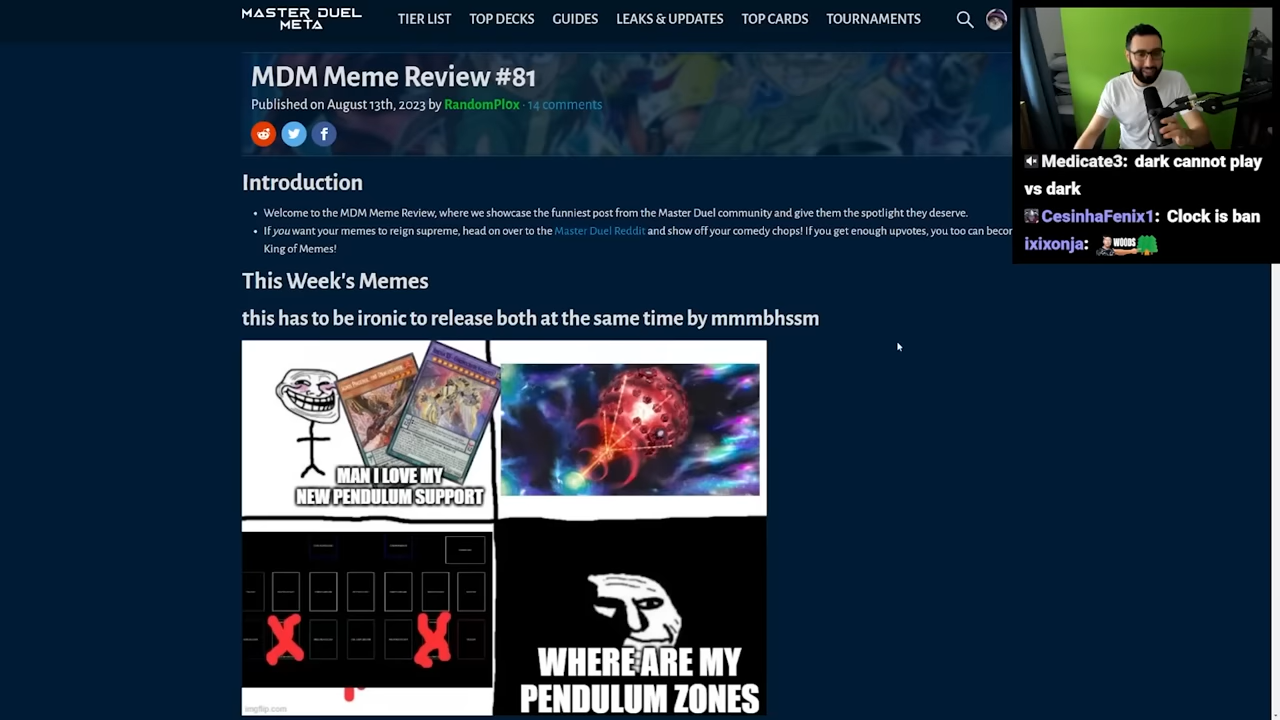 MASTER DUEL
META
TIER LIST
TOP DECKS
GUIDES
LEAKS & UPDATES
TOP CARDS
TOURNAMENTS
MDM Meme Review #81
Published on August 13th, 2023 by RandomPl0x · 14 comments
Introduction
• Welcome to the MDM Meme Review, where we showcase the funniest post from the Master Duel community and give them the spotlight they deserve.
• If you want your memes to reign supreme, head on over to the Master Duel Reddit and show off your comedy chops! If you get enough upvotes, you too can becom
King of Memes!
This Week's Memes
this has to be ironic to release both at the same time by mmmbhssm
MAN I LOVE MY
NEW PENDULUM SUPPORT
WHERE ARE MY
PENDULUM ZONES
imgflip.com
Medicate3: dark cannot play
vs dark
CesinhaFenix1: Clock is ban
ixixonja:
WOODS